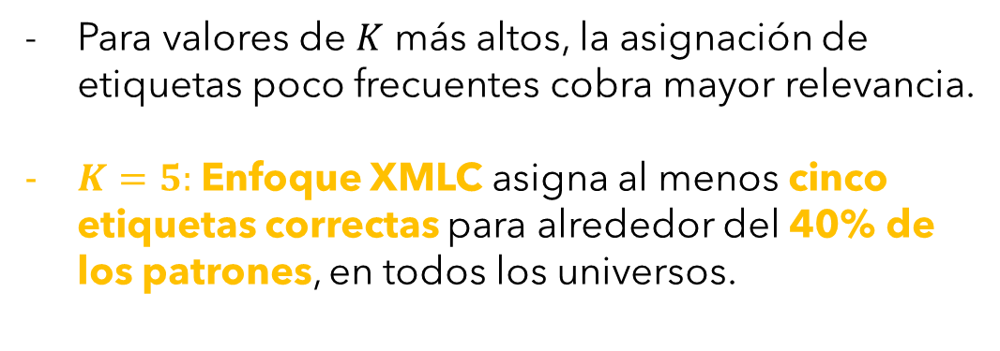 - Para valores de K más altos, la asignación de
etiquetas poco frecuentes cobra mayor relevancia.
- K = 5: Enfoque XMLC asigna al menos cinco
etiquetas correctas para alrededor del 40% de
los patrones, en todos los universos.